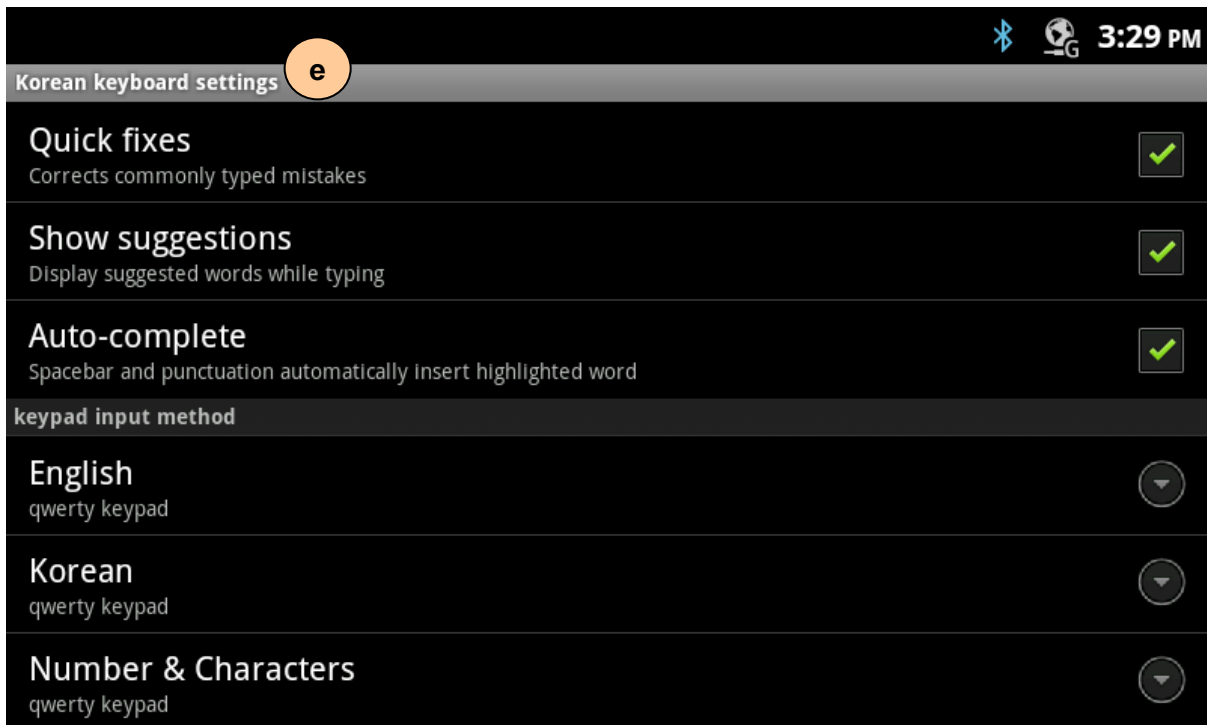 G 3:29 PM
Korean keyboard settings e
Quick fixes
Corrects commonly typed mistakes
Show suggestions
Display suggested words while typing
Auto-complete
Spacebar and punctuation automatically insert highlighted word
keypad input method
English
qwerty keypad
Korean
qwerty keypad
Number & Characters
qwerty keypad